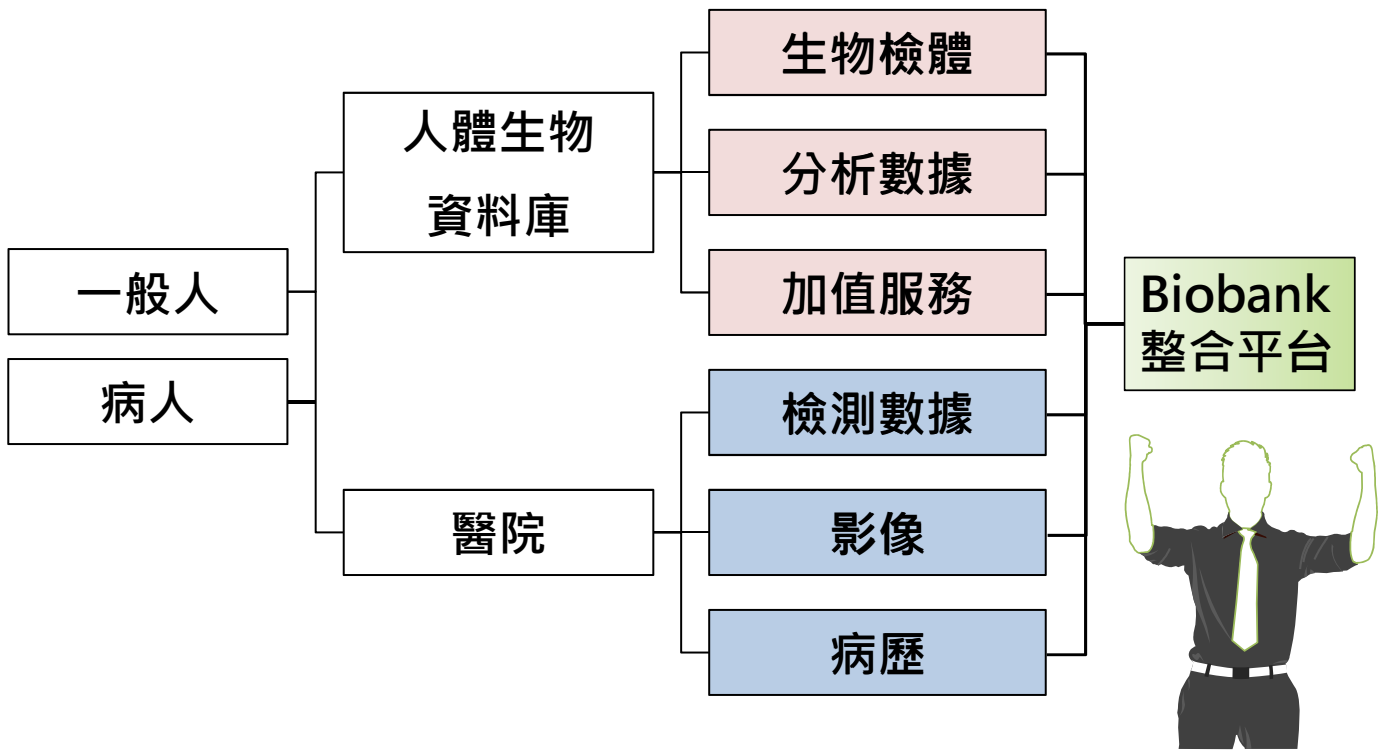 一般人
病人
人體生物
資料庫
醫院
生物檢體
分析數據
加值服務
檢測數據
影像
病歷
Biobank
整合平台